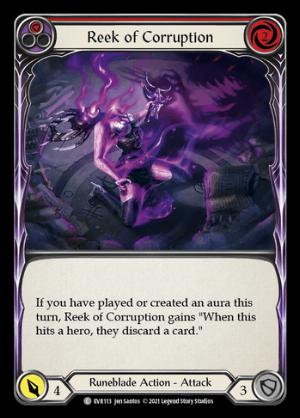 Reek of Corruption
2
If you have played or created an aura this
turn, Reek of Corruption gains "When this
hits a hero, they discard a card."
4
Runeblade Action - Attack
3
C EVR113 Jen Santos © 2021 Legend Story Studios